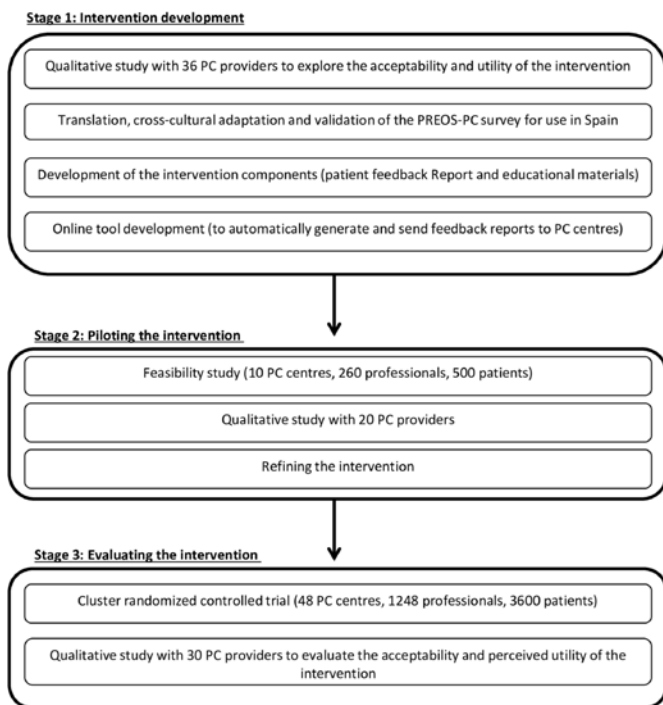 Stage 1: Intervention development
Qualitative study with 36 PC providers to explore the acceptability and utility of the intervention
Translation, cross-cultural adaptation and validation of the PREOS-PC survey for use in Spain
Development of the intervention components (patient feedback Report and educational materials)
Online tool development (to automatically generate and send feedback reports to PC centres)
Stage 2: Piloting the intervention
Feasibility study (10 PC centres, 260 professionals, 500 patients)
Qualitative study with 20 PC providers
Refining the intervention
Stage 3: Evaluating the intervention
Cluster randomized controlled trial (48 PC centres, 1248 professionals, 3600 patients)
Qualitative study with 30 PC providers to evaluate the acceptability and perceived utility of the
intervention